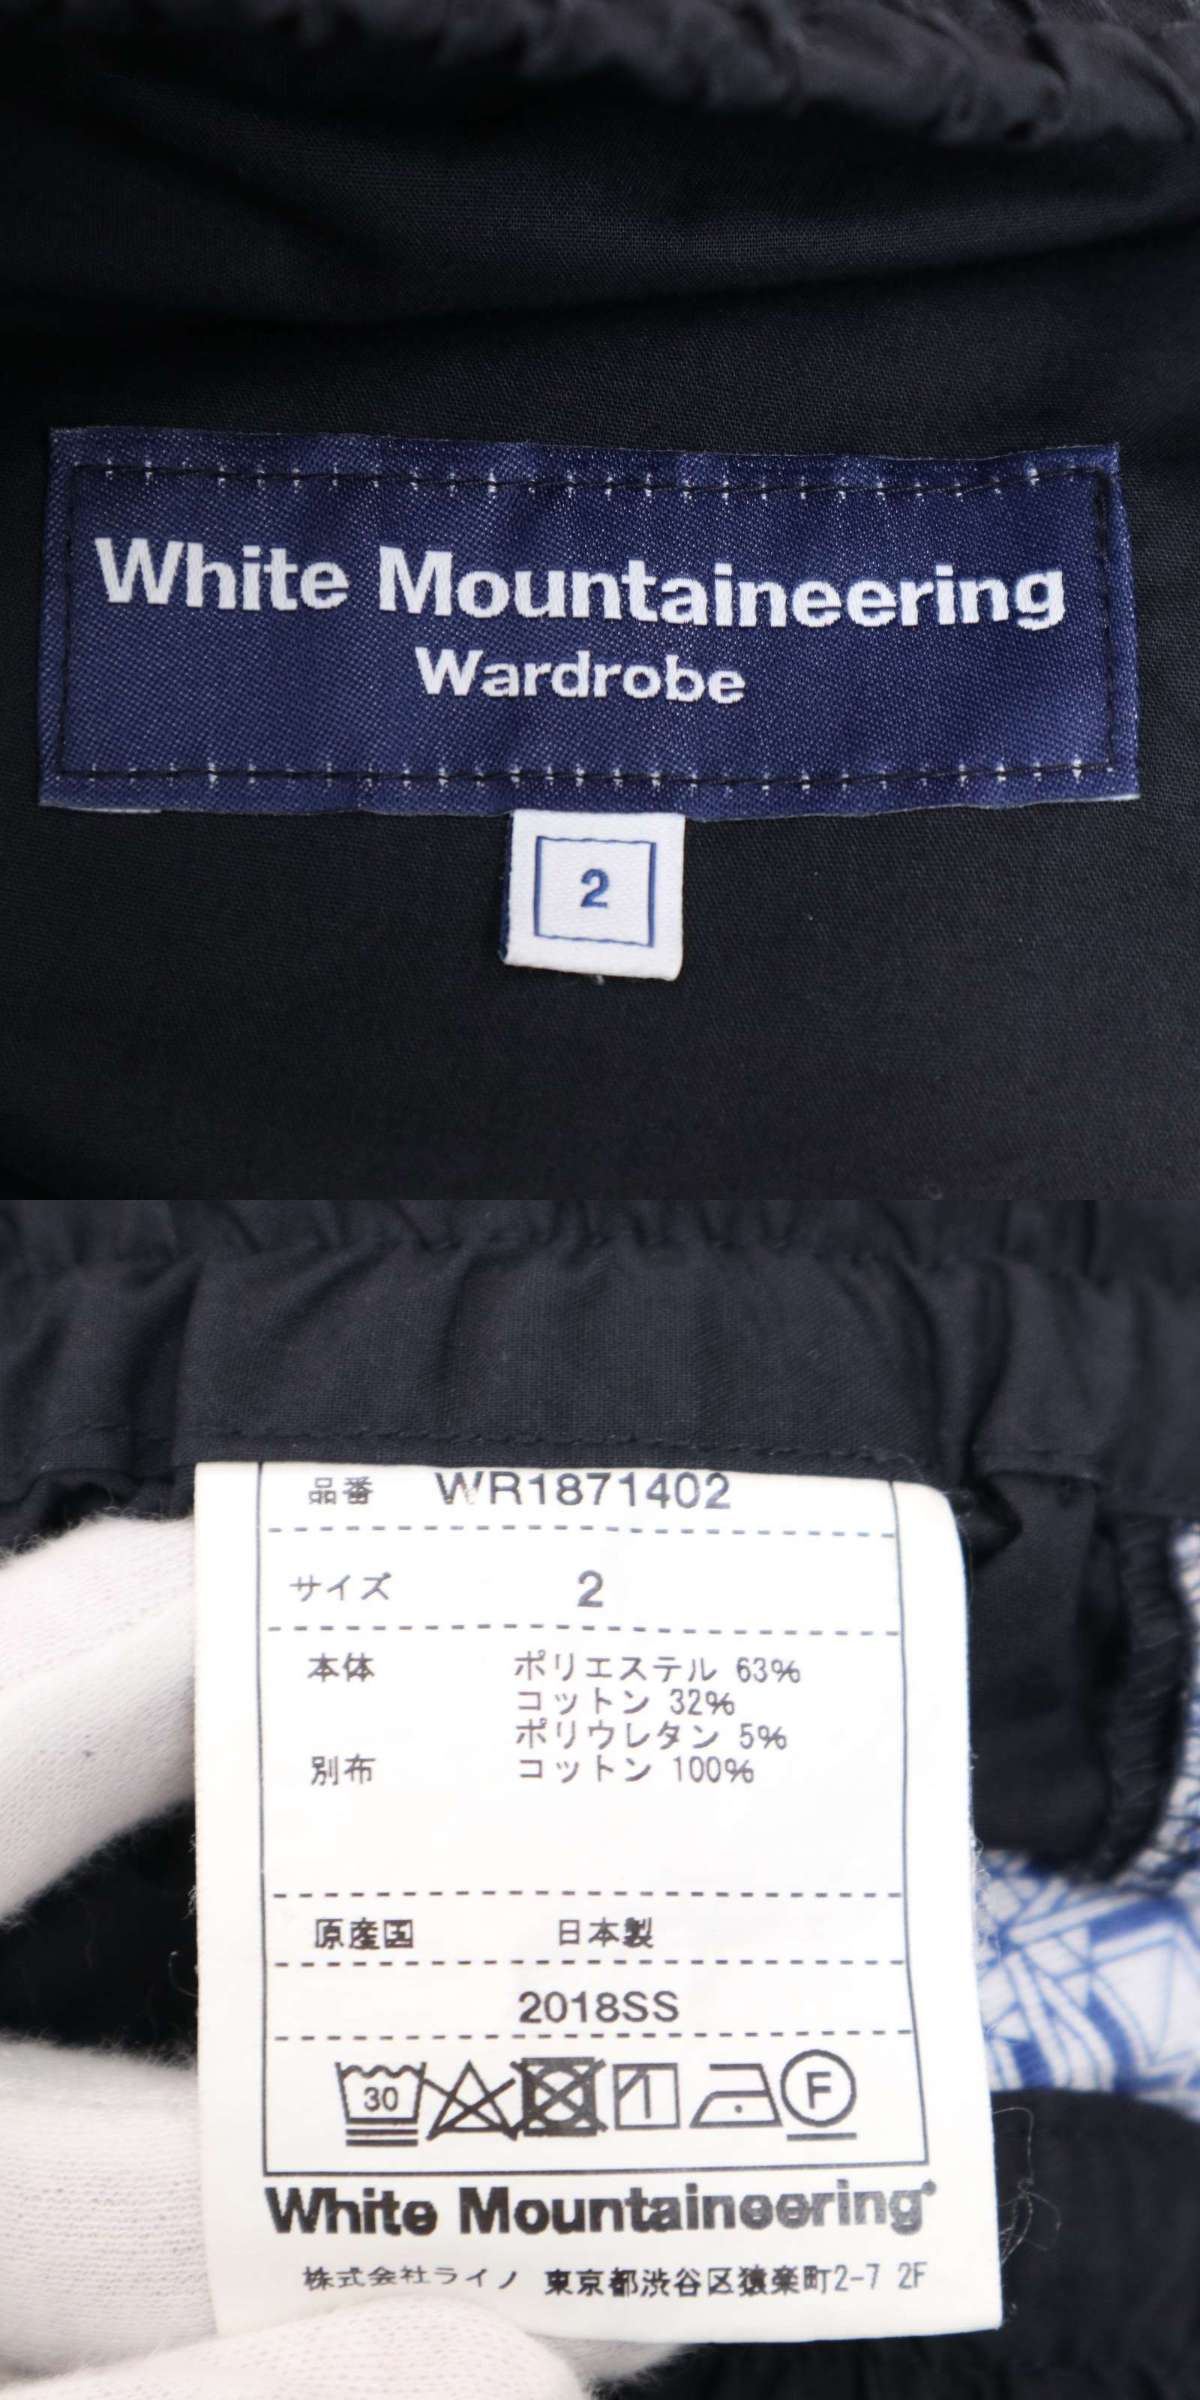 White Mountaineering
Wardrobe
2
品番 WR1871402
サイズ 2
本体 ポリエステル 63%
コットン 32%
ポリウレタン 5%
別布 コットン 100%
原産国 日本製
2018SS
30 F
White Mountaineering®
株式会社ライノ 東京都渋谷区猿楽町2-7 2F